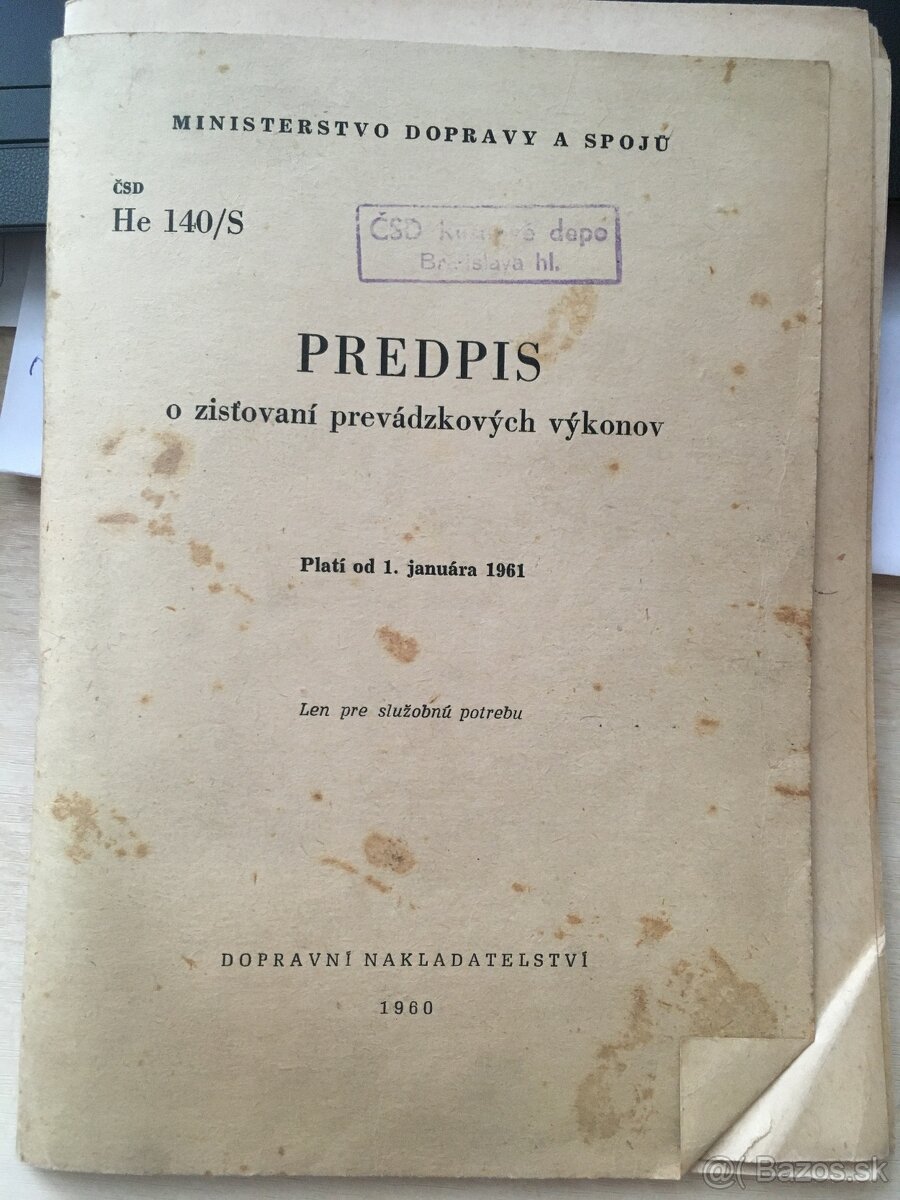 MINISTERSTVO DOPRAVY A SPOJŮ
ČSD
He 140/S
ČSD depo
Bratislava hl.
PREDPIS
o zisťovaní prevádzkových výkonov
Platí od 1. januára 1961
Len pre služobnú potrebu
DOPRAVNÍ NAKLADATELSTVÍ
1960
@( Bazos.sk